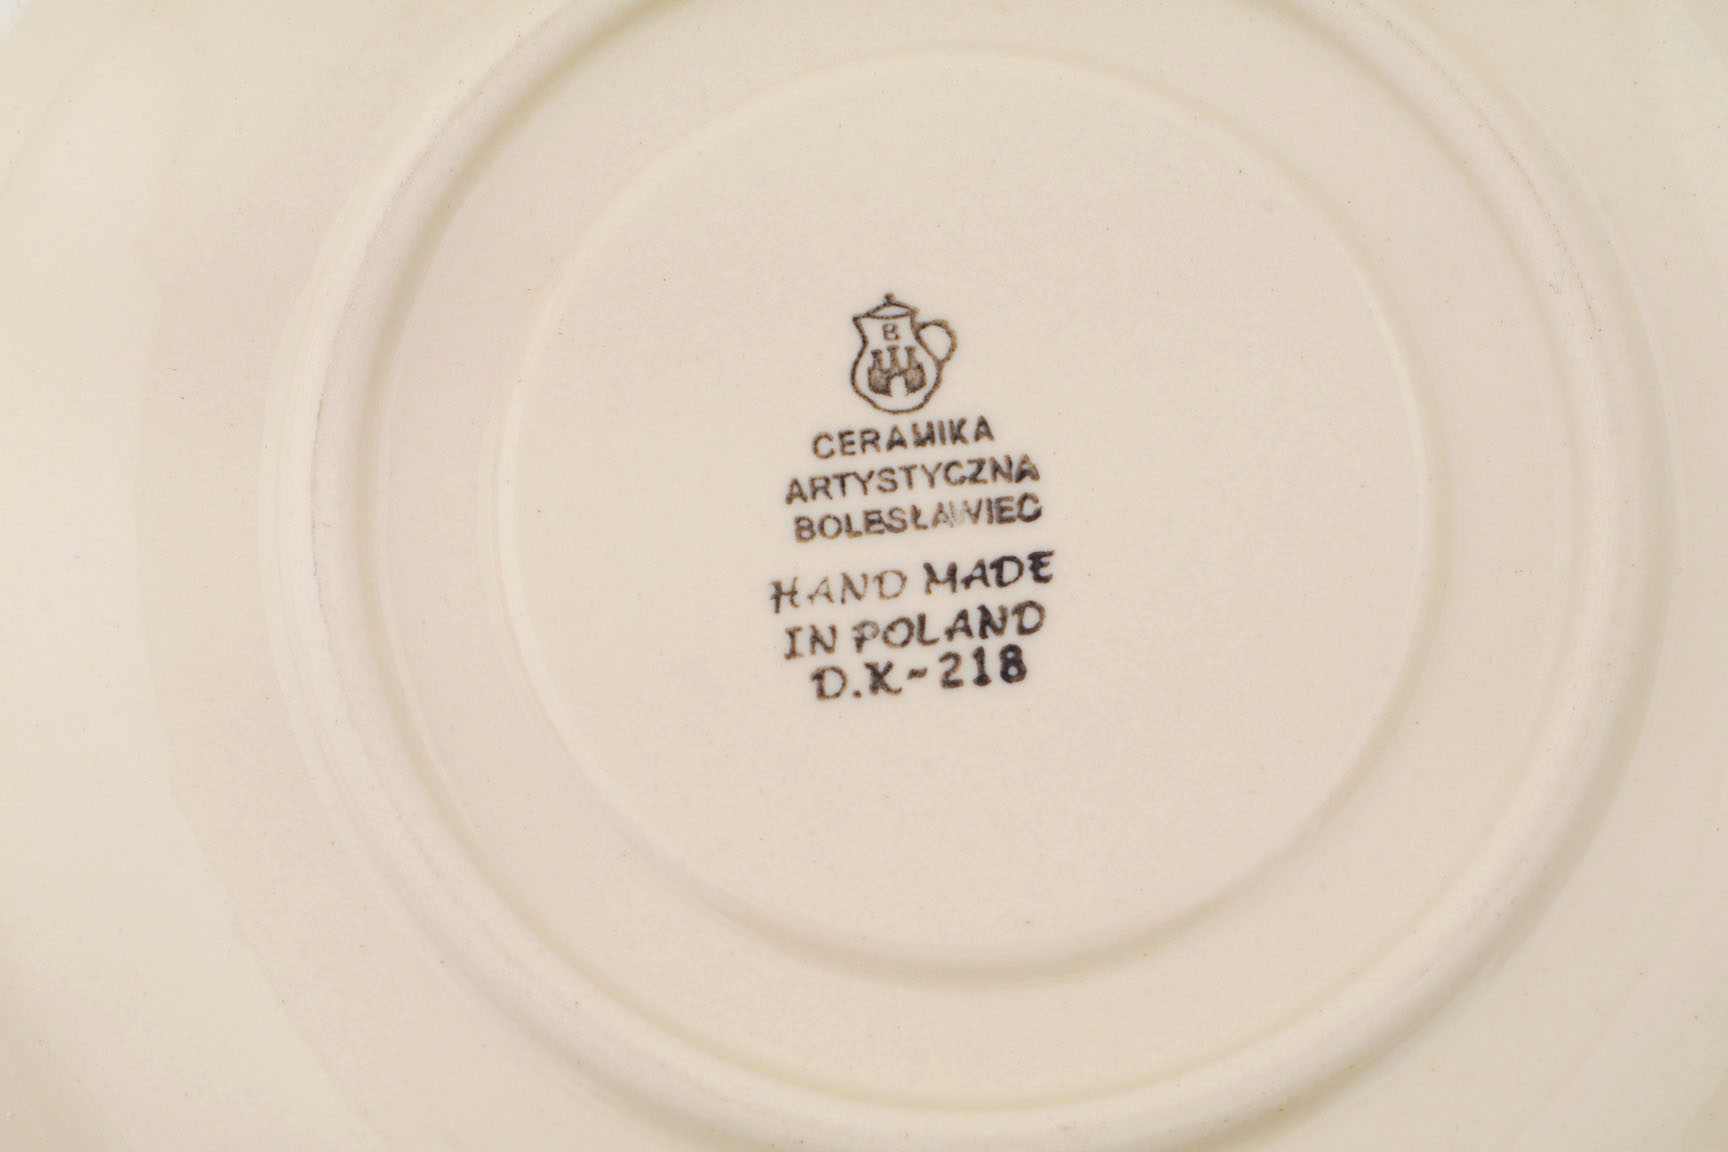 B
CERAMIKA
ARTYSTYCZNA
BOLESŁAWIEC
HAND MADE
IN POLAND
D.K-218